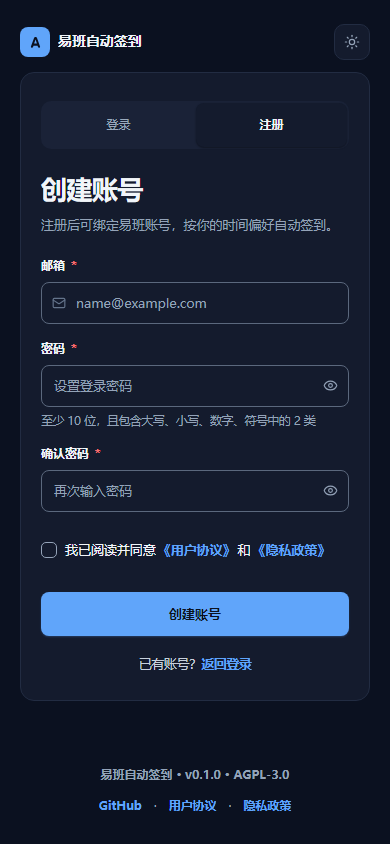 A 易班自动签到
登录 注册
创建账号
注册后可绑定易班账号，按你的时间偏好自动签到。
邮箱 *
name@example.com
密码 *
设置登录密码
至少 10 位，且包含大写、小写、数字、符号中的 2 类
确认密码 *
再次输入密码
我已阅读并同意《用户协议》和《隐私政策》
创建账号
已有账号？返回登录
易班自动签到 • v0.1.0 • AGPL-3.0
GitHub · 用户协议 · 隐私政策